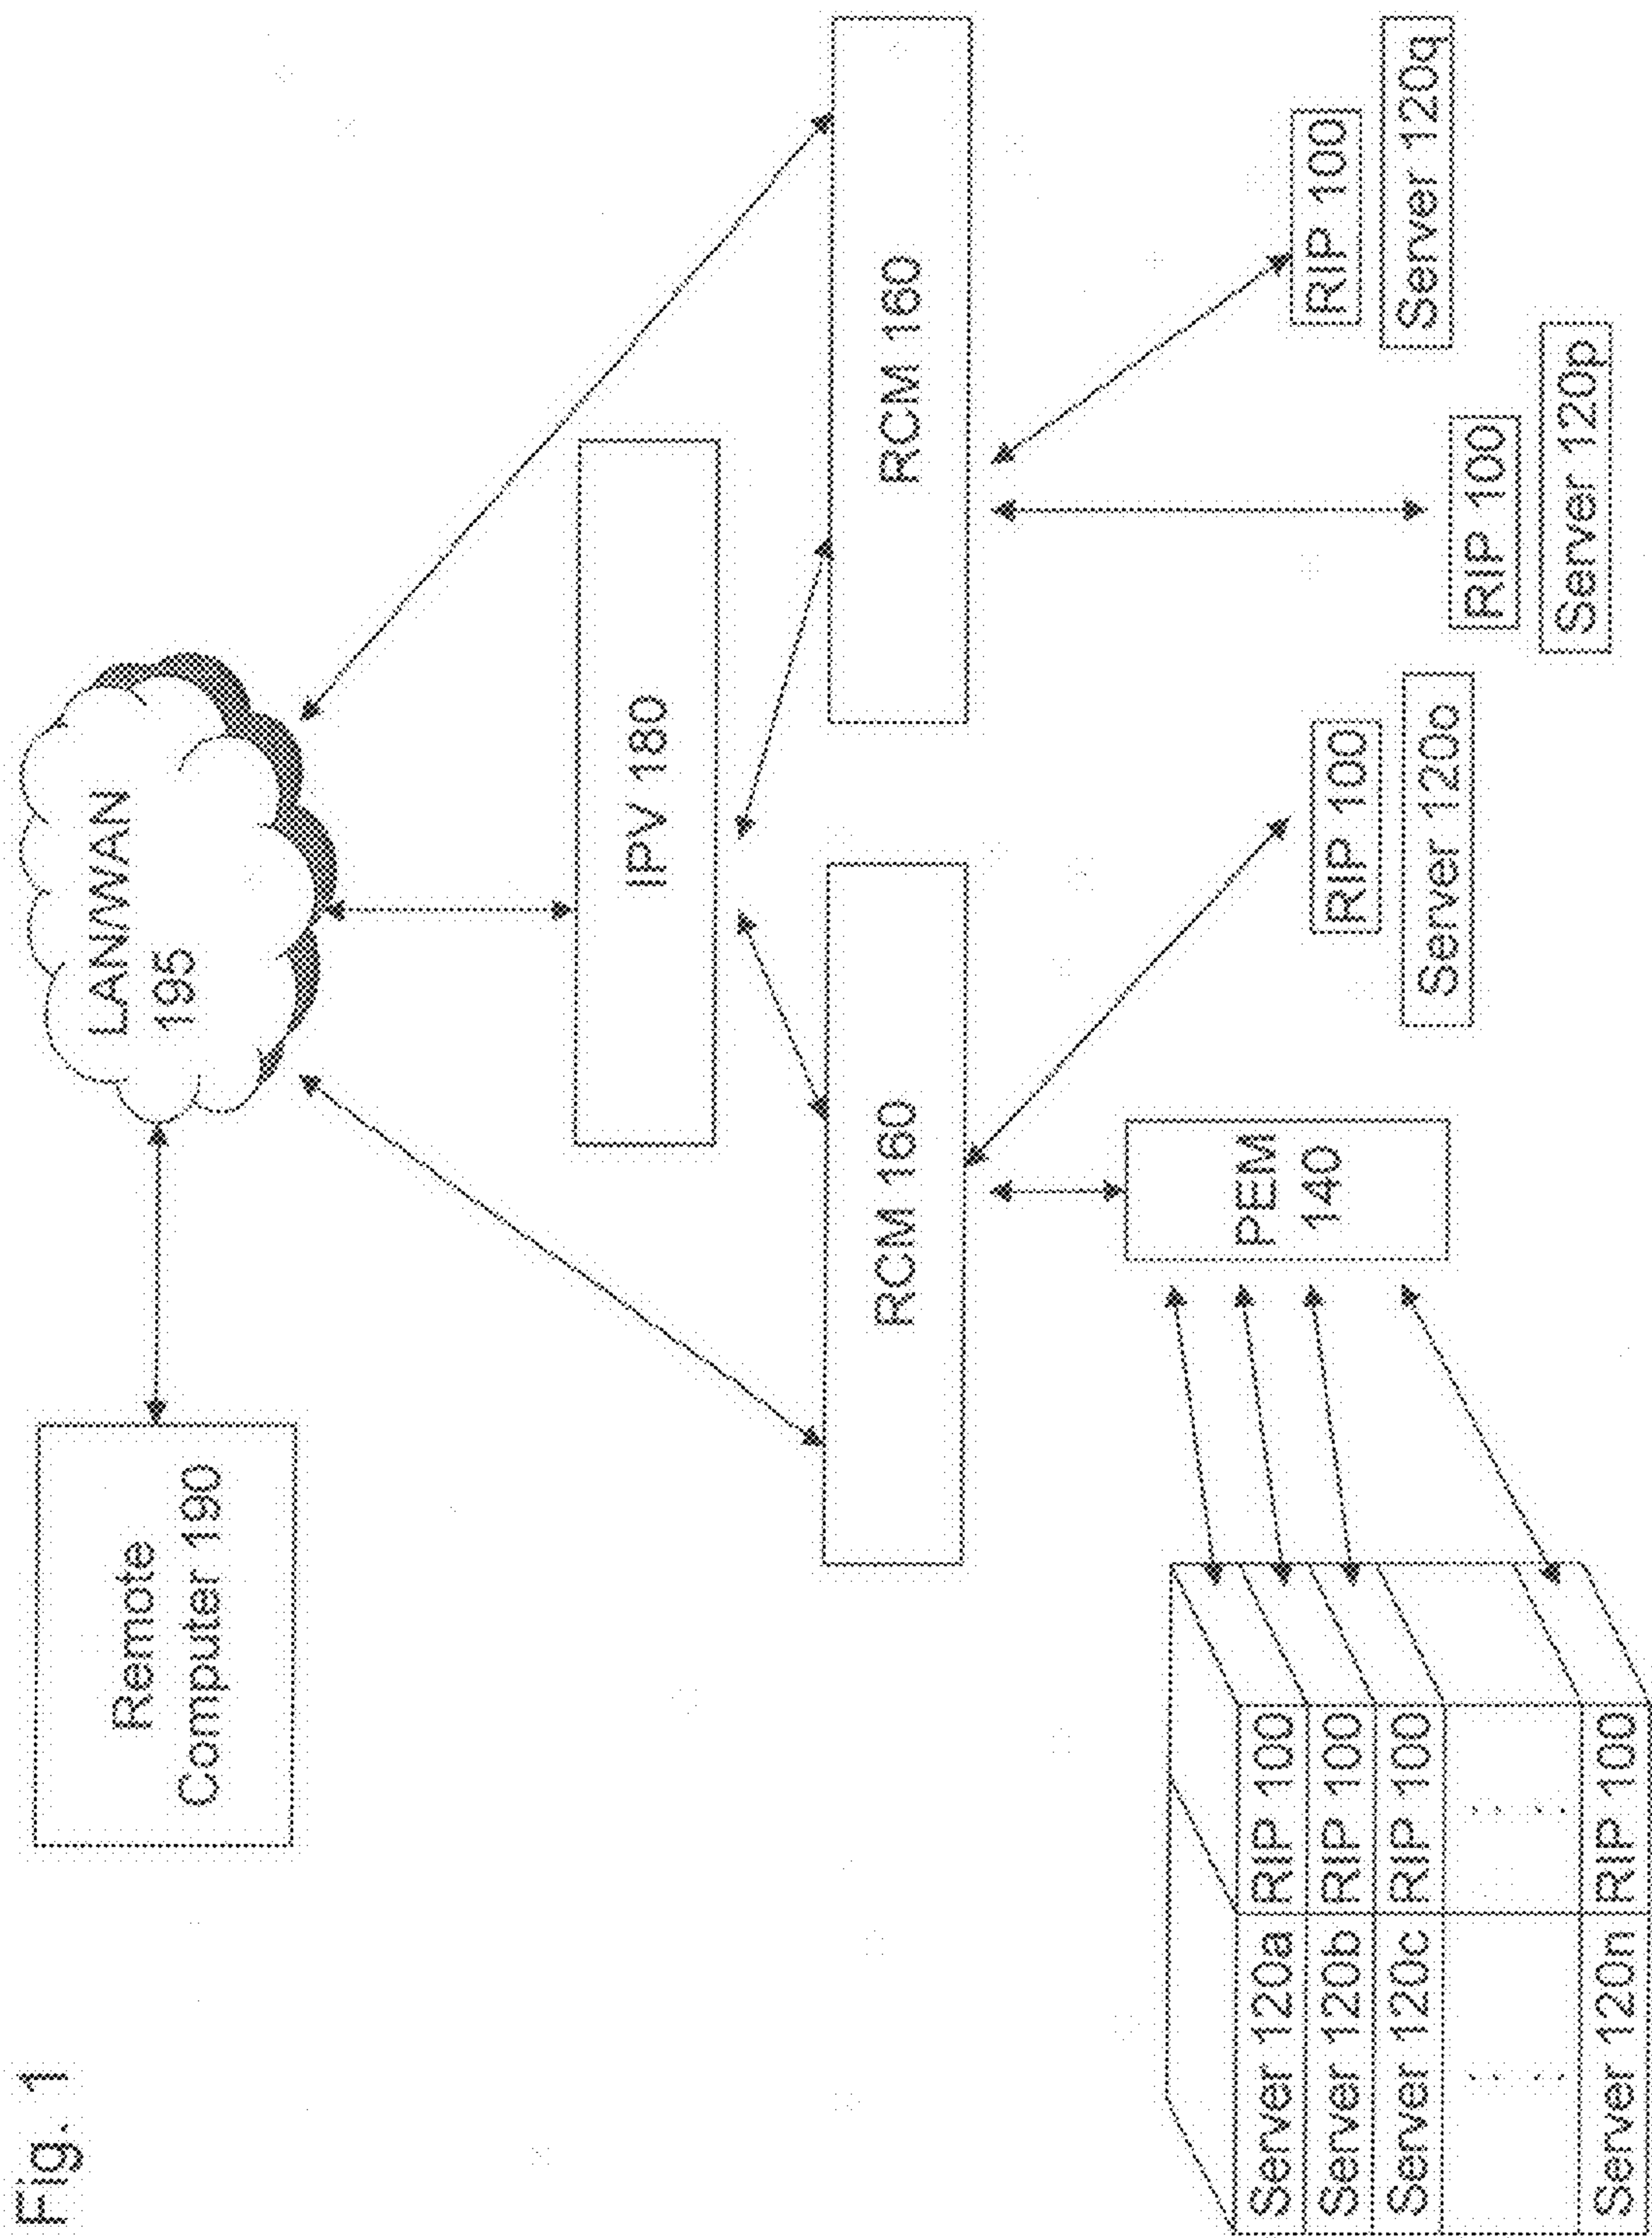 Fig. 1
Remote
Computer 190
LANWAN
195
IPV 180
RCM 160
RCM 160
PEM
140
RIP 100
Server 120o
RIP 100
Server 120p
RIP 100
Server 120q
Server 120a RIP 100
Server 120b RIP 100
Server 120c RIP 100
Server 120n RIP 100